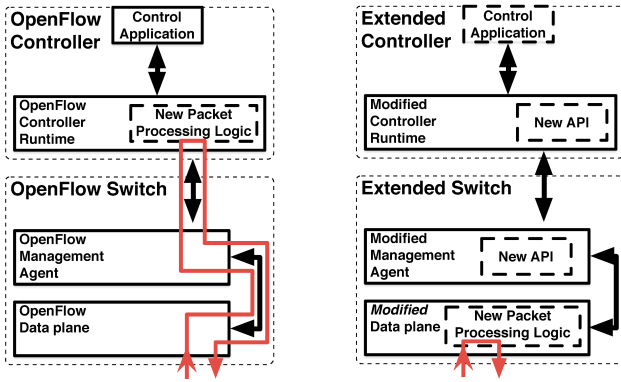 OpenFlow
Controller
Control
Application
OpenFlow
Controller
Runtime
New Packet
Processing Logic
OpenFlow Switch
OpenFlow
Management
Agent
OpenFlow
Data plane
Extended
Controller
Control
Application
Modified
Controller
Runtime
New API
Extended Switch
Modified
Management
Agent
New API
Modified
Data plane
New Packet
Processing Logic